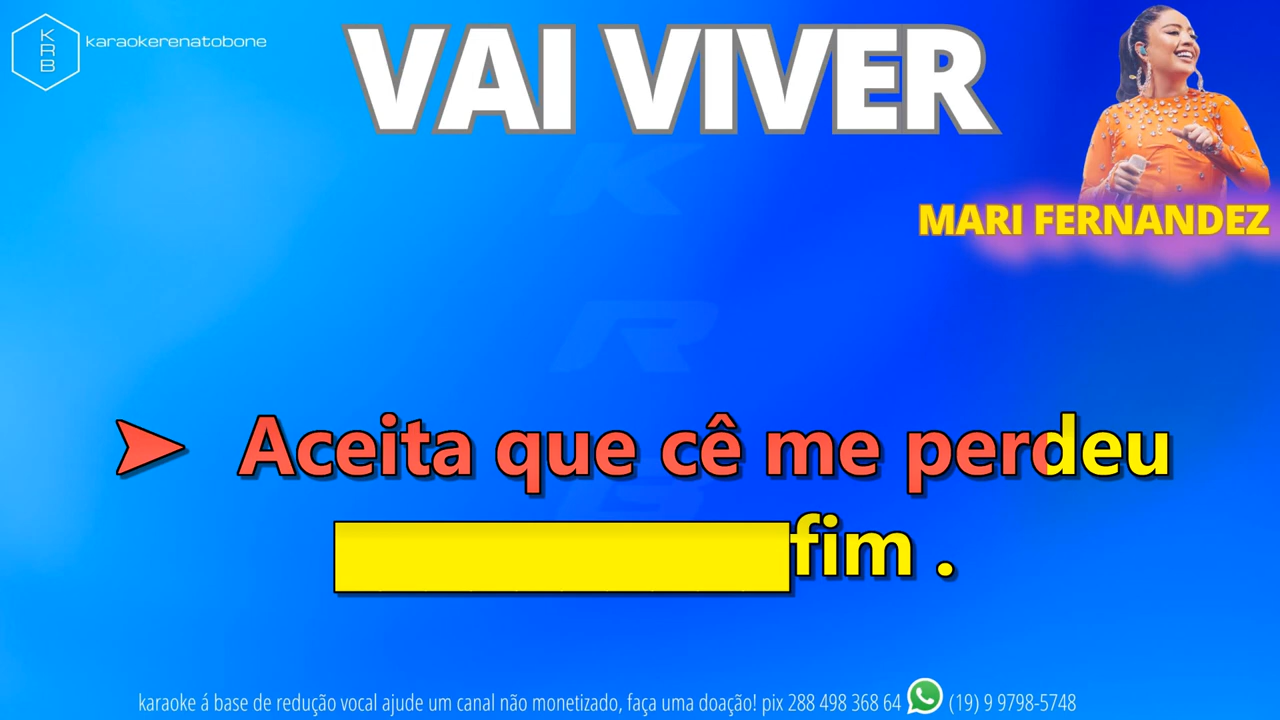 K
R
B
karaokerenatobone
VAI VIVER
MARI FERNANDEZ
K
R
B
➤ Aceita que cê me perdeu
fim .
karaoke á base de redução vocal ajude um canal não monetizado, faça uma doação! pix 288 498 368 64 (19) 9 9798-5748